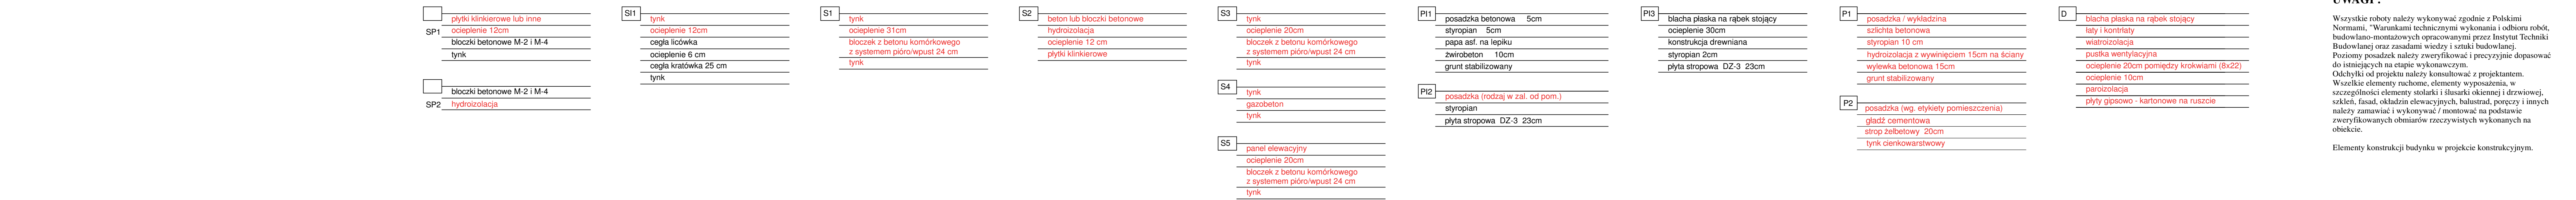 SP1
płytki klinkierowe lub inne
ocieplenie 12cm
bloczki betonowe M-2 i M-4
tynk
SP2
bloczki betonowe M-2 i M-4
hydroizolacja
SI1
tynk
ocieplenie 12cm
cegła licówka
ocieplenie 6 cm
cegła kratówka 25 cm
tynk
S1
tynk
ocieplenie 31cm
bloczek z betonu komórkowego
z systemem pióro/wpust 24 cm
tynk
S2
beton lub bloczki betonowe
hydroizolacja
ocieplenie 12 cm
płytki klinkierowe
S3
tynk
ocieplenie 20cm
bloczek z betonu komórkowego
z systemem pióro/wpust 24 cm
tynk
S4
tynk
gazobeton
tynk
S5
panel elewacyjny
ocieplenie 20cm
bloczek z betonu komórkowego
z systemem pióro/wpust 24 cm
tynk
PI1
posadzka betonowa 5cm
styropian 5cm
papa asf. na lepiku
żwirobeton 10cm
grunt stabilizowany
PI2
posadzka (rodzaj w zal. od pom.)
styropian
płyta stropowa DZ-3 23cm
PI3
blacha płaska na rąbek stojący
ocieplenie 30cm
konstrukcja drewniana
styropian 2cm
płyta stropowa DZ-3 23cm
P1
posadzka / wykładzina
szlichta betonowa
styropian 10 cm
hydroizolacja z wywinięciem 15cm na ściany
wylewka betonowa 15cm
grunt stabilizowany
P2
posadzka (wg. etykiety pomieszczenia)
gładź cementowa
strop żelbetowy 20cm
tynk cienkowarstwowy
D
blacha płaska na rąbek stojący
łaty i kontrłaty
wiatroizolacja
pustka wentylacyjna
ocieplenie 20cm pomiędzy krokwiami (8x22)
ocieplenie 10cm
paroizolacja
płyty gipsowo - kartonowe na ruszcie
UWAGI :
Wszystkie roboty należy wykonywać zgodnie z Polskimi
Normami, "Warunkami technicznymi wykonania i odbioru robót,
budowlano-montażowych opracowanymi przez Instytut Techniki
Budowlanej oraz zasadami wiedzy i sztuki budowlanej.
Poziomy posadzek należy zweryfikować i precyzyjnie dopasować
do istniejących na etapie wykonawczym.
Odchyłki od projektu należy konsultować z projektantem.
Wszelkie elementy ruchome, elementy wyposażenia, w
szczególności elementy stolarki i ślusarki okiennej i drzwiowej,
szkleń, fasad, okładzin elewacyjnych, balustrad, poręczy i innych
należy zamawiać i wykonywać / montować na podstawie
zweryfikowanych obmiarów rzeczywistych wykonanych na
obiekcie.
Elementy konstrukcji budynku w projekcie konstrukcyjnym.